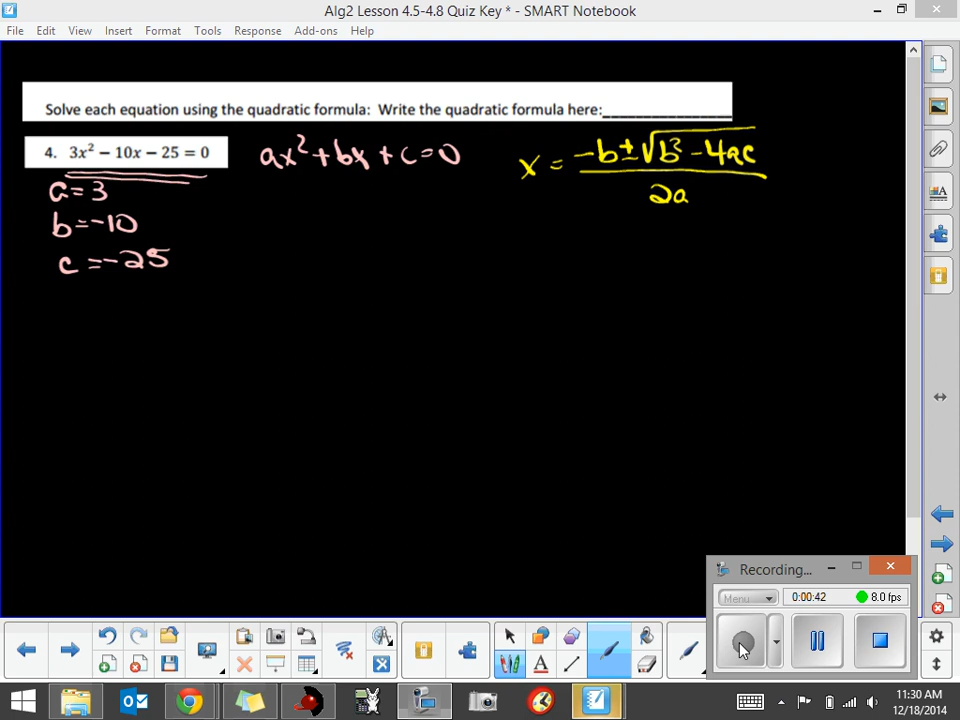 Alg2 Lesson 4.5-4.8 Quiz Key * - SMART Notebook
File Edit View Insert Format Tools Response Add-ons Help
Solve each equation using the quadratic formula: Write the quadratic formula here:_______________
4. 3x² − 10x − 25 = 0
ax² + bx + c = 0
x = −b ± √b² − 4ac
2a
a = 3
b = −10
c = −25
Recording...
Menu
0:00:42
8.0 fps
11:30 AM
12/18/2014